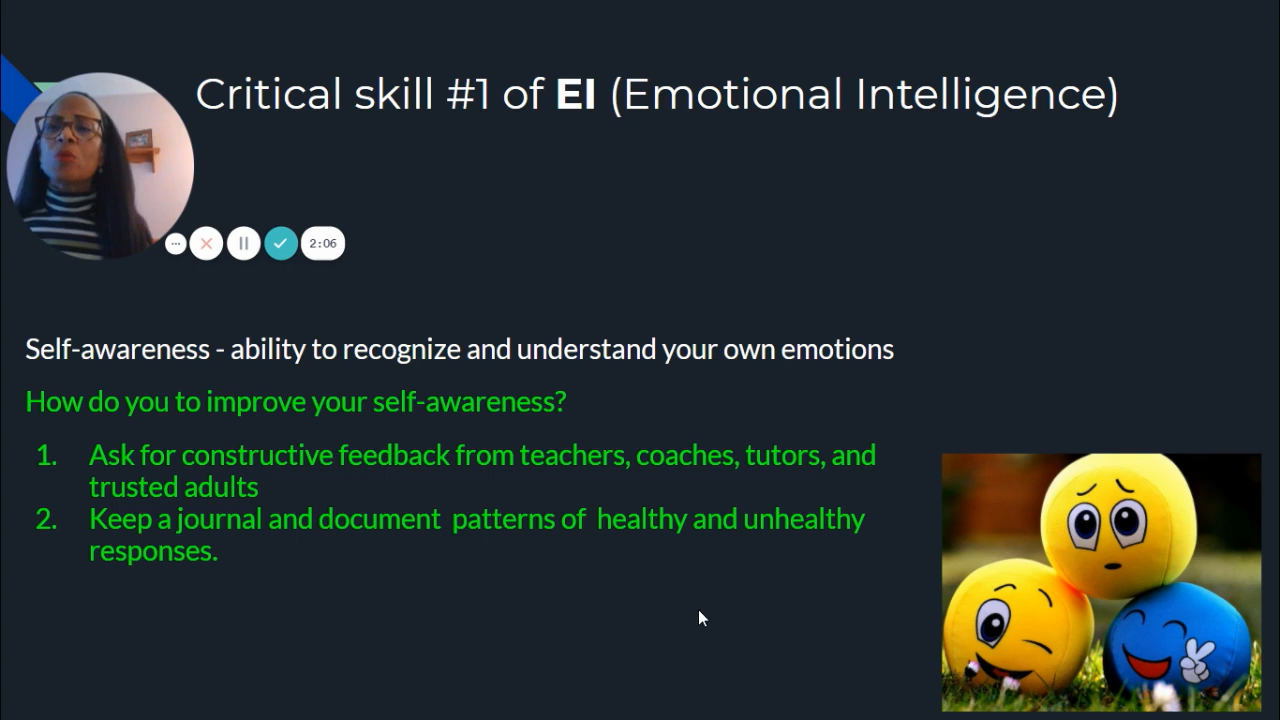 Critical skill #1 of EI (Emotional Intelligence)
2:06
Self-awareness - ability to recognize and understand your own emotions
How do you to improve your self-awareness?
1. Ask for constructive feedback from teachers, coaches, tutors, and
trusted adults
2. Keep a journal and document patterns of healthy and unhealthy
responses.